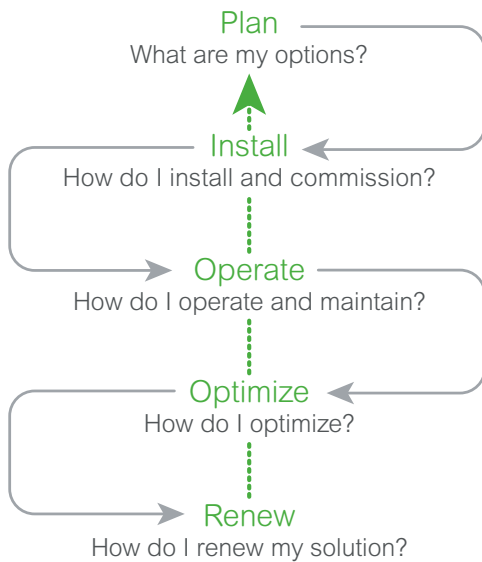 Plan
What are my options?
Install
How do I install and commission?
Operate
How do I operate and maintain?
Optimize
How do I optimize?
Renew
How do I renew my solution?